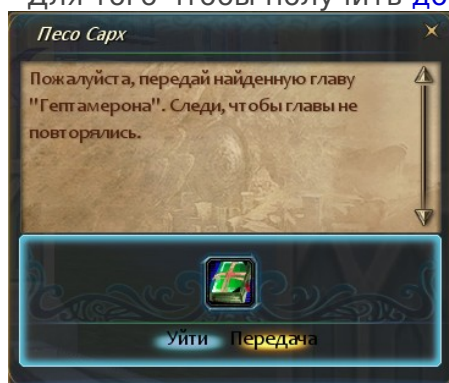 Для того чтобы получить до
Песо Сарх
Пожалуйста, передай найденную главу
"Гептамерона". Следи, чтобы главы не
повторялись.
Уйти Передача